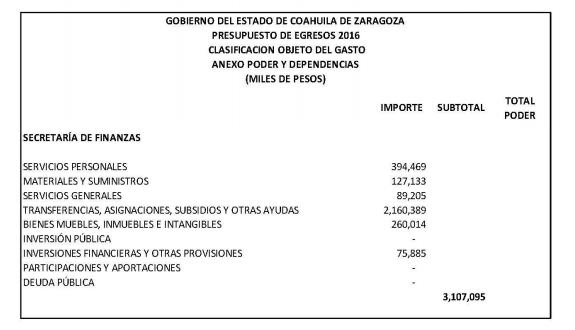 GOBIERNO DEL ESTADO DE COAHUILA DE ZARAGOZA
PRESUPUESTO DE EGRESOS 2016
CLASIFICACION OBJETO DEL GASTO
ANEXO PODER Y DEPENDENCIAS
(MILES DE PESOS)
IMPORTE SUBTOTAL TOTAL PODER
SECRETARÍA DE FINANZAS
SERVICIOS PERSONALES 394,469
MATERIALES Y SUMINISTROS 127,133
SERVICIOS GENERALES 89,205
TRANSFERENCIAS, ASIGNACIONES, SUBSIDIOS Y OTRAS AYUDAS 2,160,389
BIENES MUEBLES, INMUEBLES E INTANGIBLES 260,014
INVERSIÓN PÚBLICA -
INVERSIONES FINANCIERAS Y OTRAS PROVISIONES 75,885
PARTICIPACIONES Y APORTACIONES -
DEUDA PÚBLICA -
3,107,095